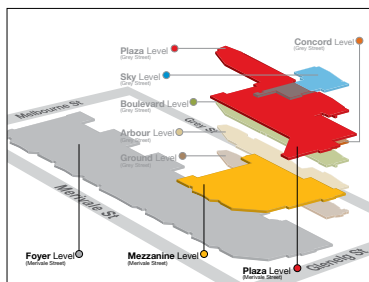 Plaza Level
(Grey Street)
Concord Level
(Grey Street)
Sky Level
(Grey Street)
Boulevard Level
(Grey Street)
Melbourne St
Arbour Level
(Grey Street)
Grey St
Ground Level
(Grey Street)
Merivale St
Foyer Level
(Merivale Street)
Mezzanine Level
(Merivale Street)
Plaza Level
(Merivale Street)
Glenelg St